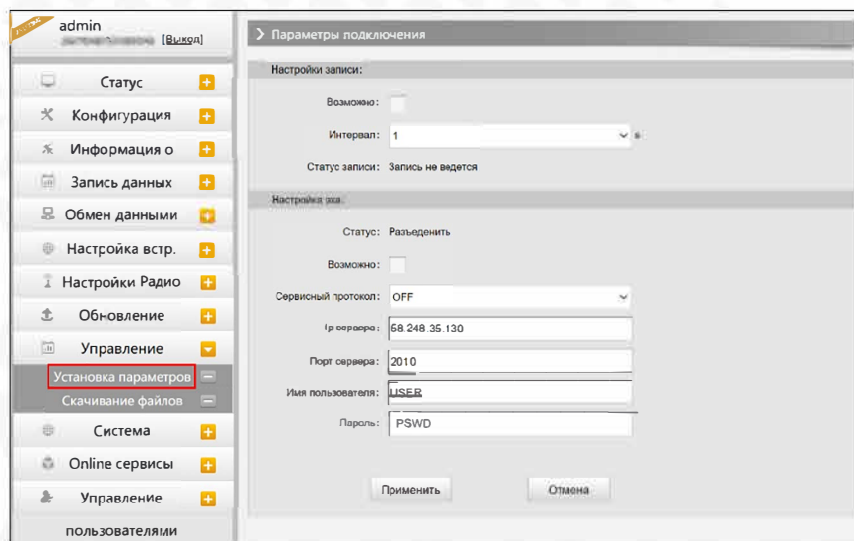 admin
[Выход]
Статус
Конфигурация
Информация о
Запись данных
Обмен данными
Настройка встр.
Настройки Радио
Обновление
Управление
Установка параметров
Скачивание файлов
Система
Online сервисы
Управление
пользователями
Параметры подключения
Настройки записи:
Возможно:
Интервал: 1
Статус записи: Запись не ведется
Настройка
Статус: Разъеденить
Возможно:
Сервисный протокол: OFF
Ip сервера: 58.248.35.130
Порт сервера: 2010
Имя пользователя: USER
Пароль: PSWD
Применить Отмена